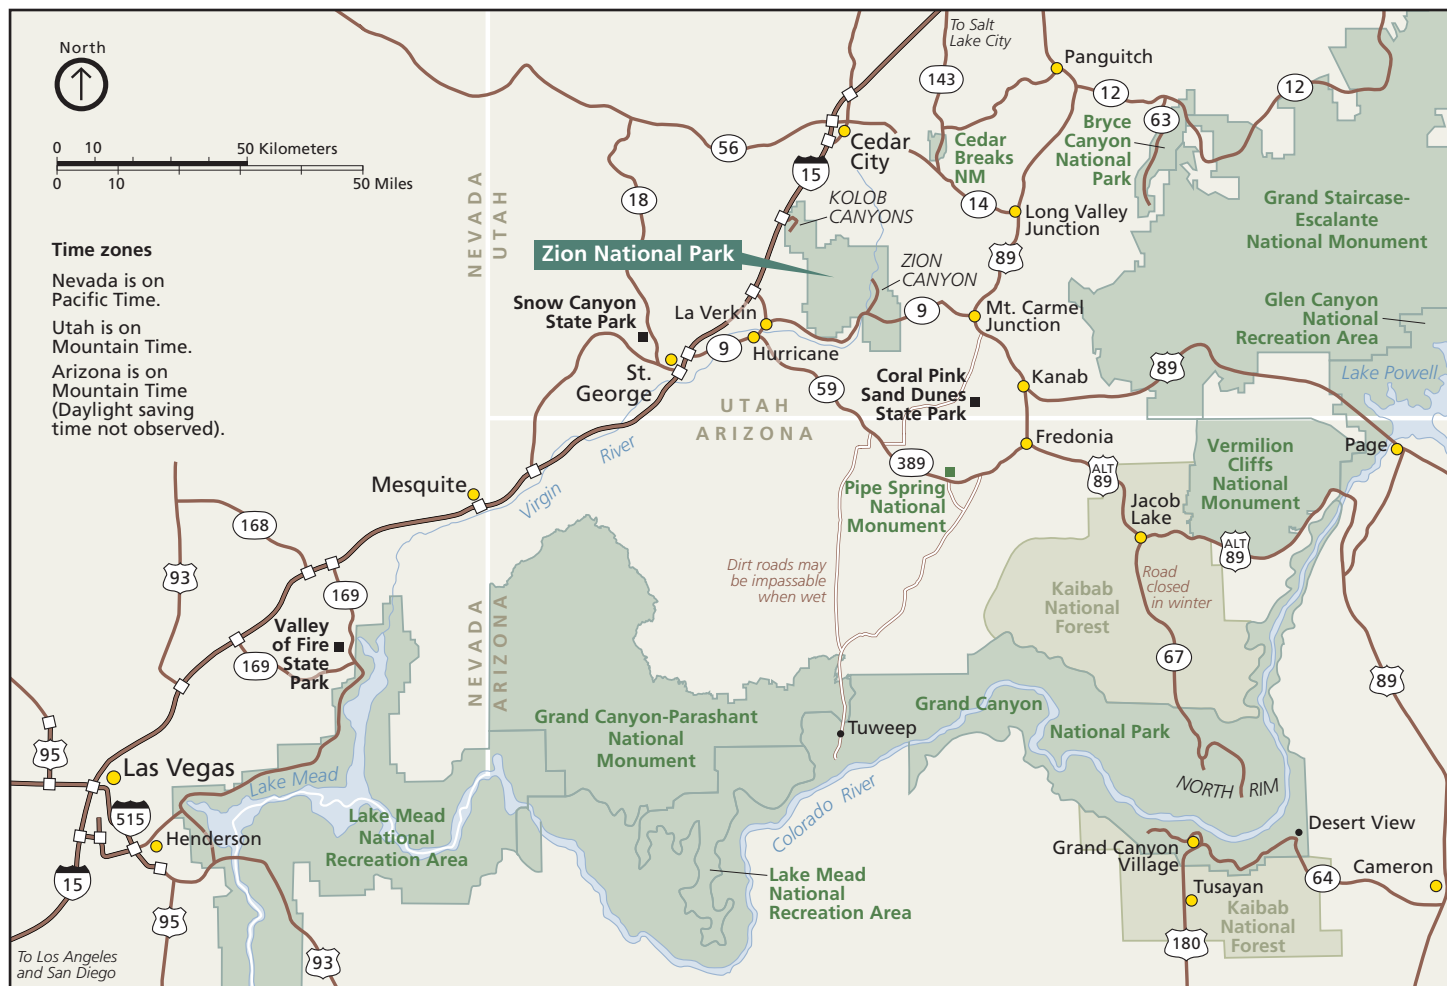 North
0 10 50 Kilometers
0 10 50 Miles
Time zones
Nevada is on
Pacific Time.
Utah is on
Mountain Time.
Arizona is on
Mountain Time
(Daylight saving
time not observed).
To Salt
Lake City
Panguitch
143
12
12
63
Bryce
Canyon
National
Park
Cedar
Breaks
NM
56
Cedar
City
15
18
14
Long Valley
Junction
KOLOB
CANYONS
Grand Staircase-
Escalante
National Monument
NEVADA
UTAH
Zion National Park
ZION
CANYON
89
Snow Canyon
State Park
La Verkin
9
Mt. Carmel
Junction
Glen Canyon
National
Recreation Area
9
Hurricane
St.
George
59
Coral Pink
Sand Dunes
State Park
Kanab
89
Lake Powell
UTAH
ARIZONA
Fredonia
Page
River
Virgin
389
ALT
89
Vermilion
Cliffs
National
Monument
Mesquite
Pipe Spring
National
Monument
Jacob
Lake
168
ALT
89
93
169
Dirt roads may
be impassable
when wet
Road
closed
in winter
Kaibab
National
Forest
NEVADA
ARIZONA
Valley
of Fire
State
Park
169
67
89
Grand Canyon-Parashant
National
Monument
Grand Canyon
National Park
Tuweep
95
Las Vegas
Lake Mead
NORTH RIM
Colorado River
515
Lake Mead
National
Recreation Area
Henderson
Desert View
Grand Canyon
Village
15
Lake Mead
National
Recreation Area
64
Cameron
Tusayan
Kaibab
National
Forest
95
180
93
To Los Angeles
and San Diego